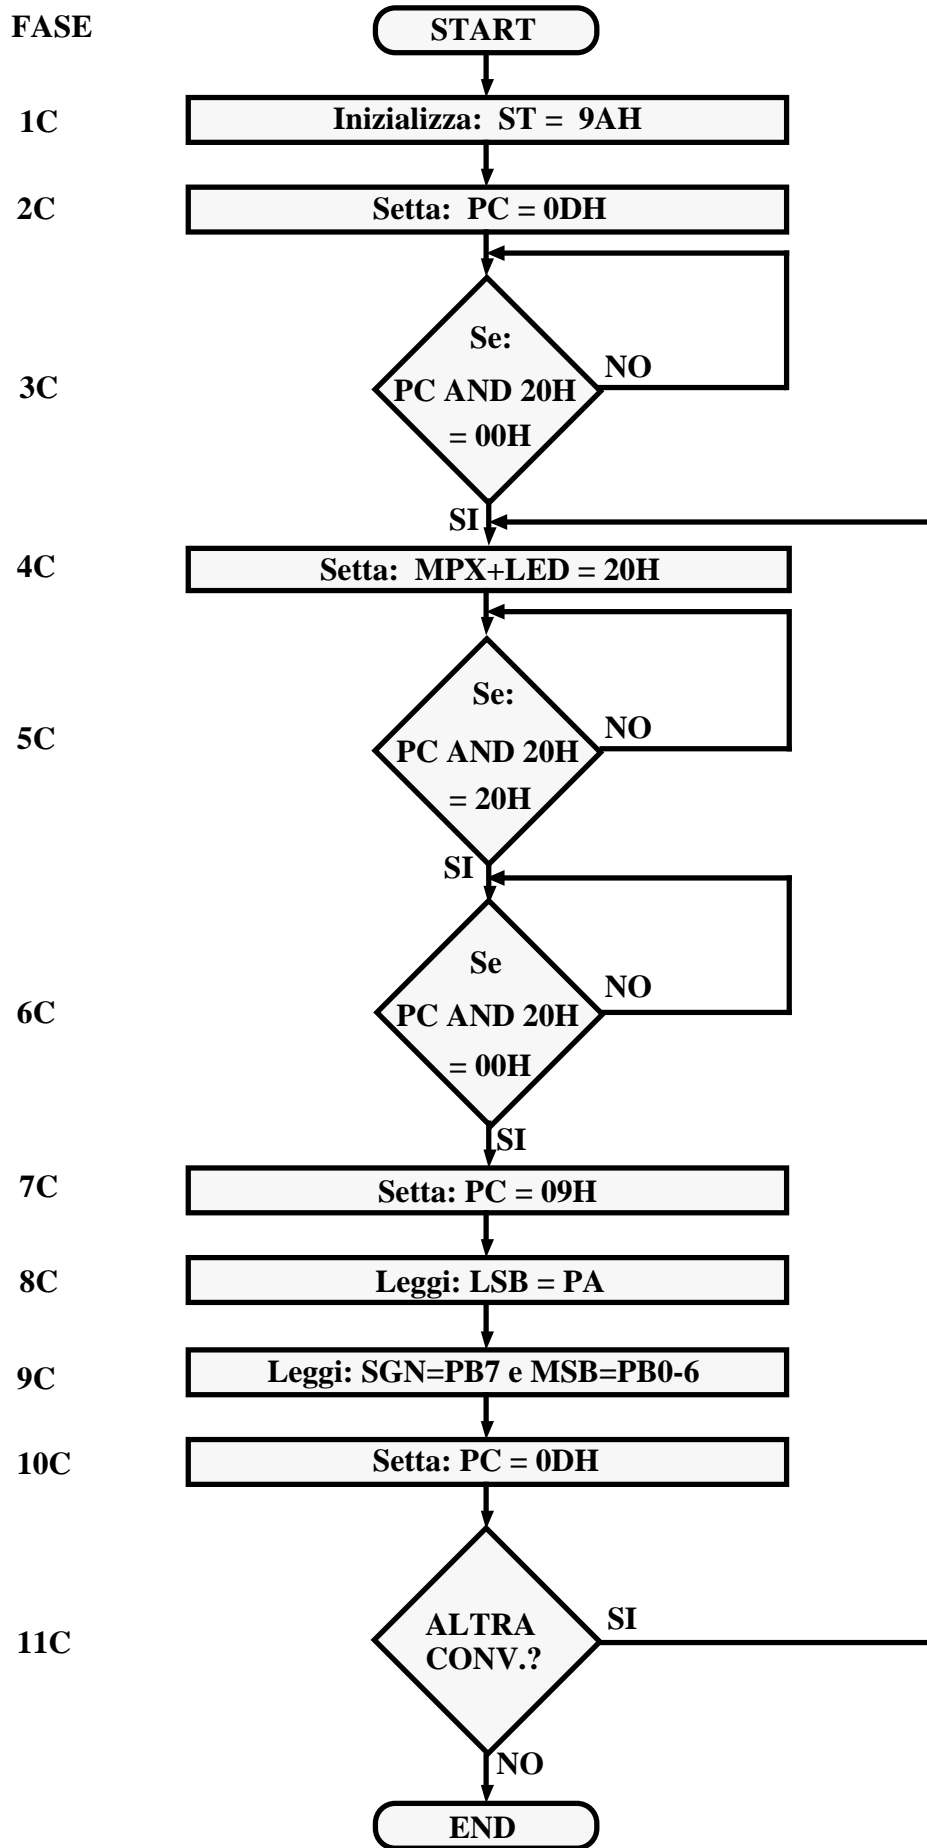 FASE
START
1C
Inizializza: ST = 9AH
2C
Setta: PC = 0DH
3C
Se:
PC AND 20H
= 00H
NO
SI
4C
Setta: MPX+LED = 20H
5C
Se:
PC AND 20H
= 20H
NO
SI
6C
Se
PC AND 20H
= 00H
NO
SI
7C
Setta: PC = 09H
8C
Leggi: LSB = PA
9C
Leggi: SGN=PB7 e MSB=PB0-6
10C
Setta: PC = 0DH
11C
ALTRA
CONV.?
SI
NO
END